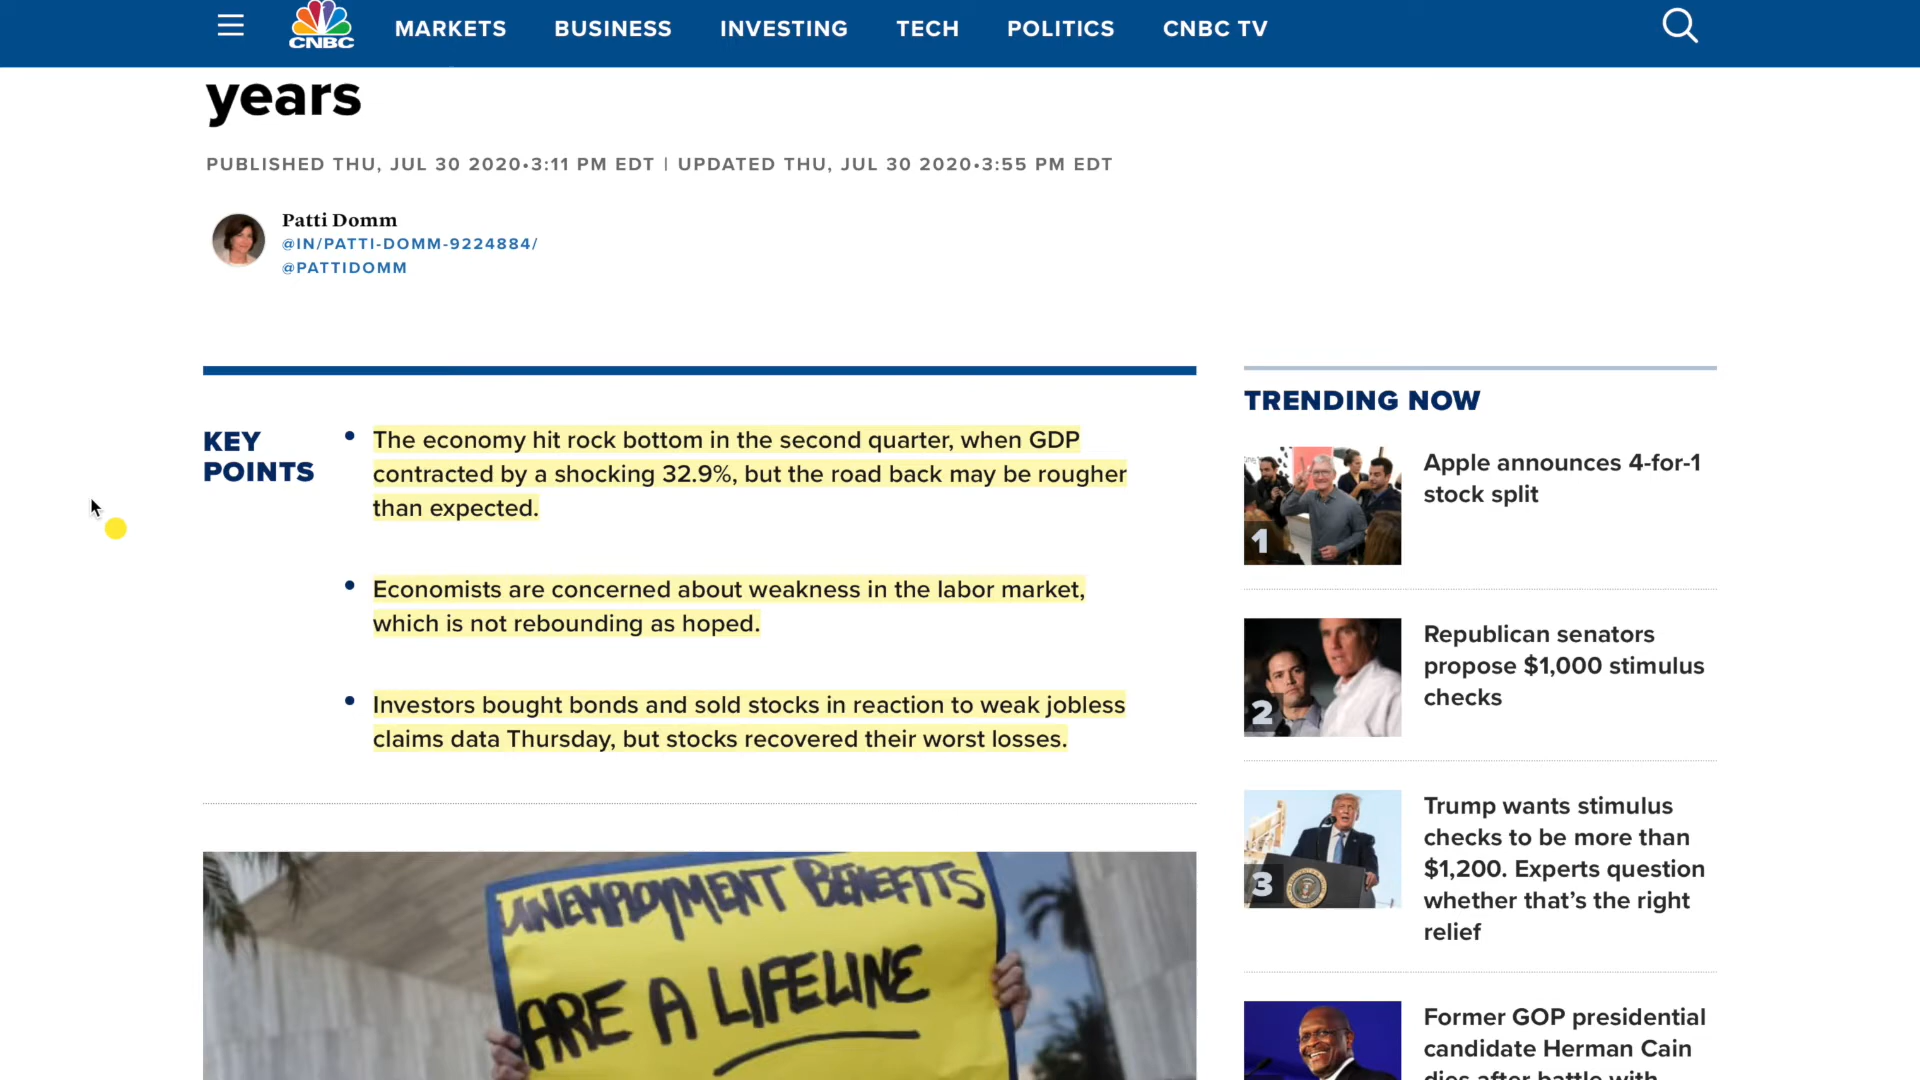 CNBC
MARKETS
BUSINESS
INVESTING
TECH
POLITICS
CNBC TV
years
PUBLISHED THU, JUL 30 2020•3:11 PM EDT | UPDATED THU, JUL 30 2020•3:55 PM EDT
Patti Domm
@IN/PATTI-DOMM-9224884/
@PATTIDOMM
KEY
POINTS
• The economy hit rock bottom in the second quarter, when GDP
contracted by a shocking 32.9%, but the road back may be rougher
than expected.
• Economists are concerned about weakness in the labor market,
which is not rebounding as hoped.
• Investors bought bonds and sold stocks in reaction to weak jobless
claims data Thursday, but stocks recovered their worst losses.
UNEMPLOYMENT BENEFITS
ARE A LIFELINE
TRENDING NOW
1
Apple announces 4-for-1
stock split
2
Republican senators
propose $1,000 stimulus
checks
3
Trump wants stimulus
checks to be more than
$1,200. Experts question
whether that’s the right
relief
Former GOP presidential
candidate Herman Cain
dies after battle with